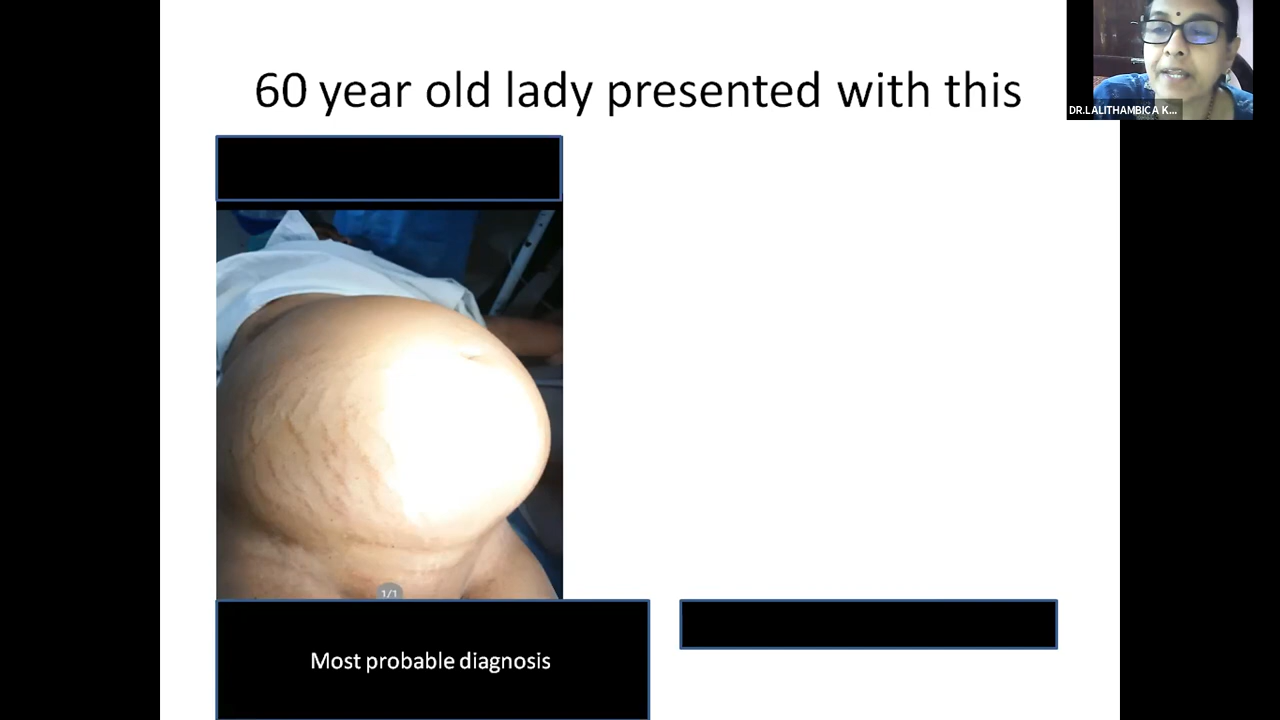 60 year old lady presented with this
DR.LALITHAMBICA K...
1/1
Most probable diagnosis